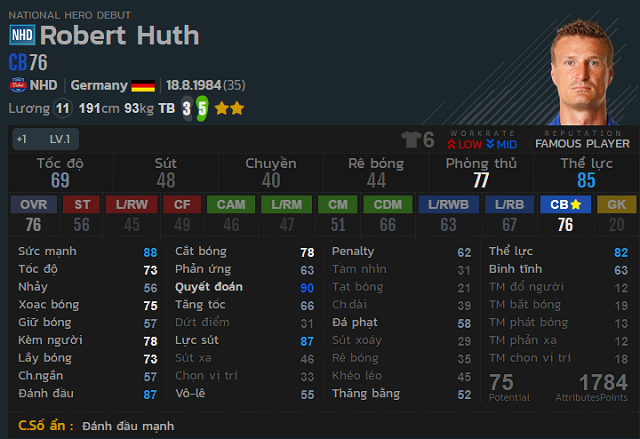 NATIONAL HERO DEBUT
NHD Robert Huth
CB76
NHD Germany 18.8.1984(35)
Lương 11 191cm 93kg TB 3 5
+1 LV.1 6 WORKRATE LOW MID REPUTATION FAMOUS PLAYER
Tốc độ Sút Chuyền Rê bóng Phòng thủ Thể lực
69 48 40 44 77 85
OVR ST L/RW CF CAM L/RM CM CDM L/RWB L/RB CB GK
76 56 45 49 46 47 51 66 63 67 76 20
Sức mạnh 88 Cắt bóng 78 Penalty 62 Thể lực 82
Tốc độ 73 Phản ứng 63 Tầm nhìn 31 Bình tĩnh 63
Nhảy 56 Quyết đoán 90 Tạt bóng 21 TM đổ người 12
Xoạc bóng 75 Tăng tốc 66 Ch.dài 39 TM bắt bóng 19
Giữ bóng 57 Dứt điểm 31 Đá phạt 58 TM phát bóng 13
Kèm người 78 Lực sút 87 Sút xoáy 29 TM phản xạ 12
Lấy bóng 73 Sút xa 46 Rê bóng 35 TM chọn vị trí 18
Ch.ngắn 57 Chọn vị trí 33 Khéo léo 45 75 1784
Đánh đầu 87 Vô-lê 55 Thăng bằng 52 Potential AttributesPoints
C.Số ẩn : Đánh đầu mạnh